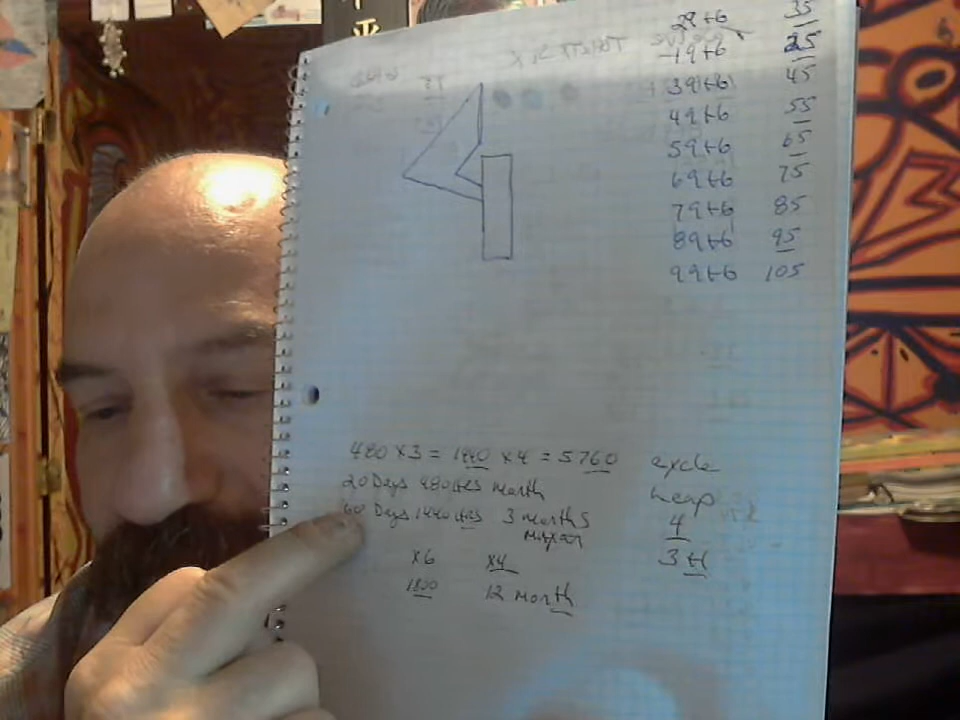 29+6 35
-19+6 25
39+6 45
49+6 55
59+6 65
69+6 75
79+6 85
89+6 95
99+6 105
480 x3 = 1440 x4 = 5760
20 Days 480 Hrs month
60 Days 1440 Hrs 3 months
x6 x4
12 month
cycle
heap
4
3 H